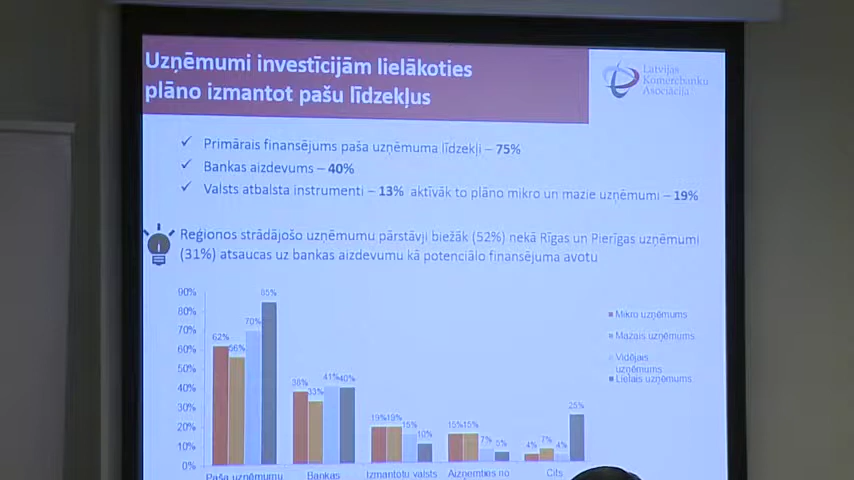 Uzņēmumi investīcijām lielākoties
plāno izmantot pašu līdzekļus
Latvijas
Komercbanku
Asociācija
✓ Primārais finansējums paša uzņēmuma līdzekļi – 75%
✓ Bankas aizdevums – 40%
✓ Valsts atbalsta instrumenti – 13% aktīvāk to plāno mikro un mazie uzņēmumi – 19%
Reģionos strādājošo uzņēmumu pārstāvji biežāk (52%) nekā Rīgas un Pierīgas uzņēmumi
(31%) atsaucas uz bankas aizdevumu kā potenciālo finansējuma avotu
90%
80%
70%
60%
50%
40%
30%
20%
10%
0%
62% 56% 70% 85%
38% 33% 41% 40%
19% 19% 15% 10%
15% 15% 7% 5%
4% 7% 4% 25%
Mikro uzņēmums
Mazais uzņēmums
Vidējais
uzņēmums
Lielais uzņēmums
Paša uzņēmumu
Bankas
Izmantotu valsts
Aizņemties no
Cits